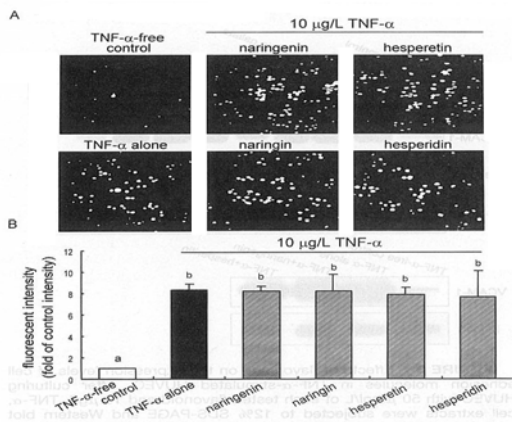 A
10 µg/L TNF-α
TNF-α-free control
naringenin
hesperetin
TNF-α alone
naringin
hesperidin
B
10 µg/L TNF-α
fluorescent intensity
(fold of control intensity)
12
10
8
6
4
2
0
a
b
b
b
b
b
TNF-α-free control
TNF-α alone
naringenin
naringin
hesperetin
hesperidin